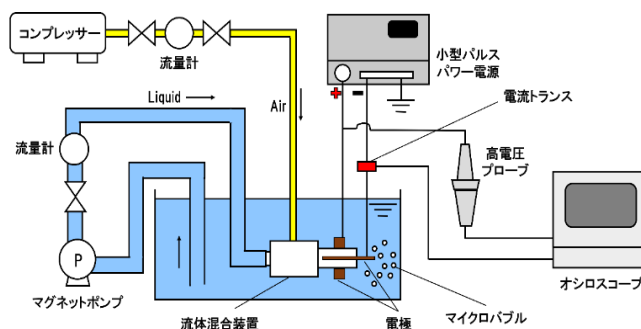 コンプレッサー
流量計
小型パルス
パワー電源
Liquid
Air
+
-
電流トランス
流量計
高電圧
プローブ
P
マグネットポンプ
流体混合装置
電極
マイクロバブル
オシロスコープ